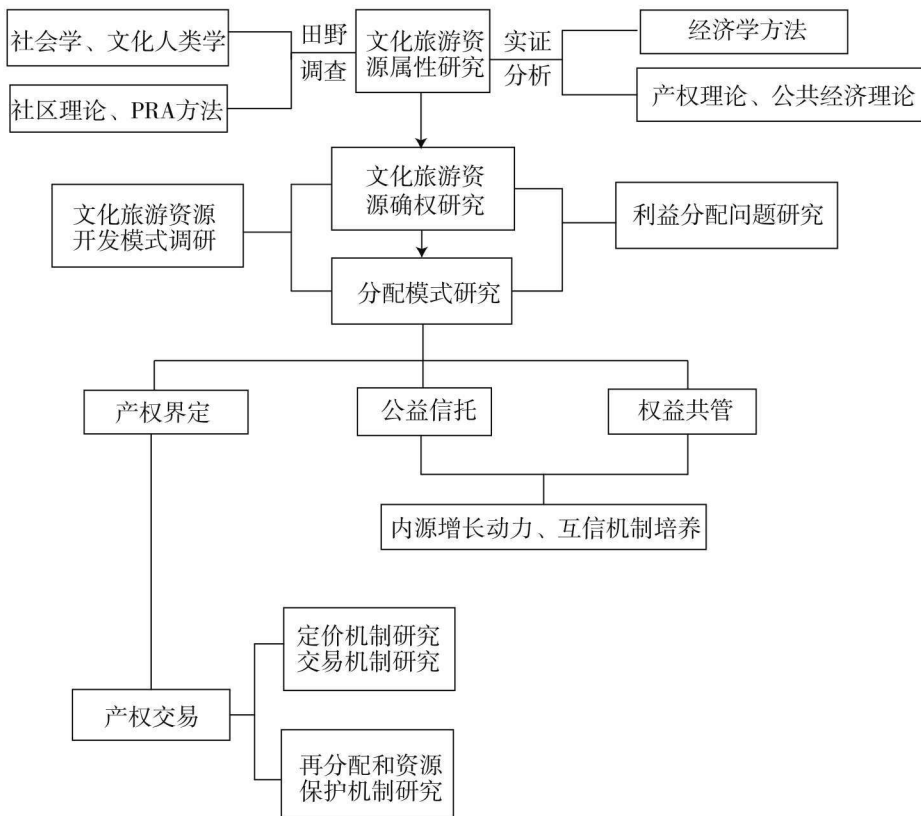 社会学、文化人类学
社区理论、PRA方法
田野
调查
文化旅游资
源属性研究
实证
分析
经济学方法
产权理论、公共经济理论
文化旅游资
源确权研究
文化旅游资源
开发模式调研
利益分配问题研究
分配模式研究
产权界定
公益信托
权益共管
内源增长动力、互信机制培养
定价机制研究
交易机制研究
产权交易
再分配和资源
保护机制研究